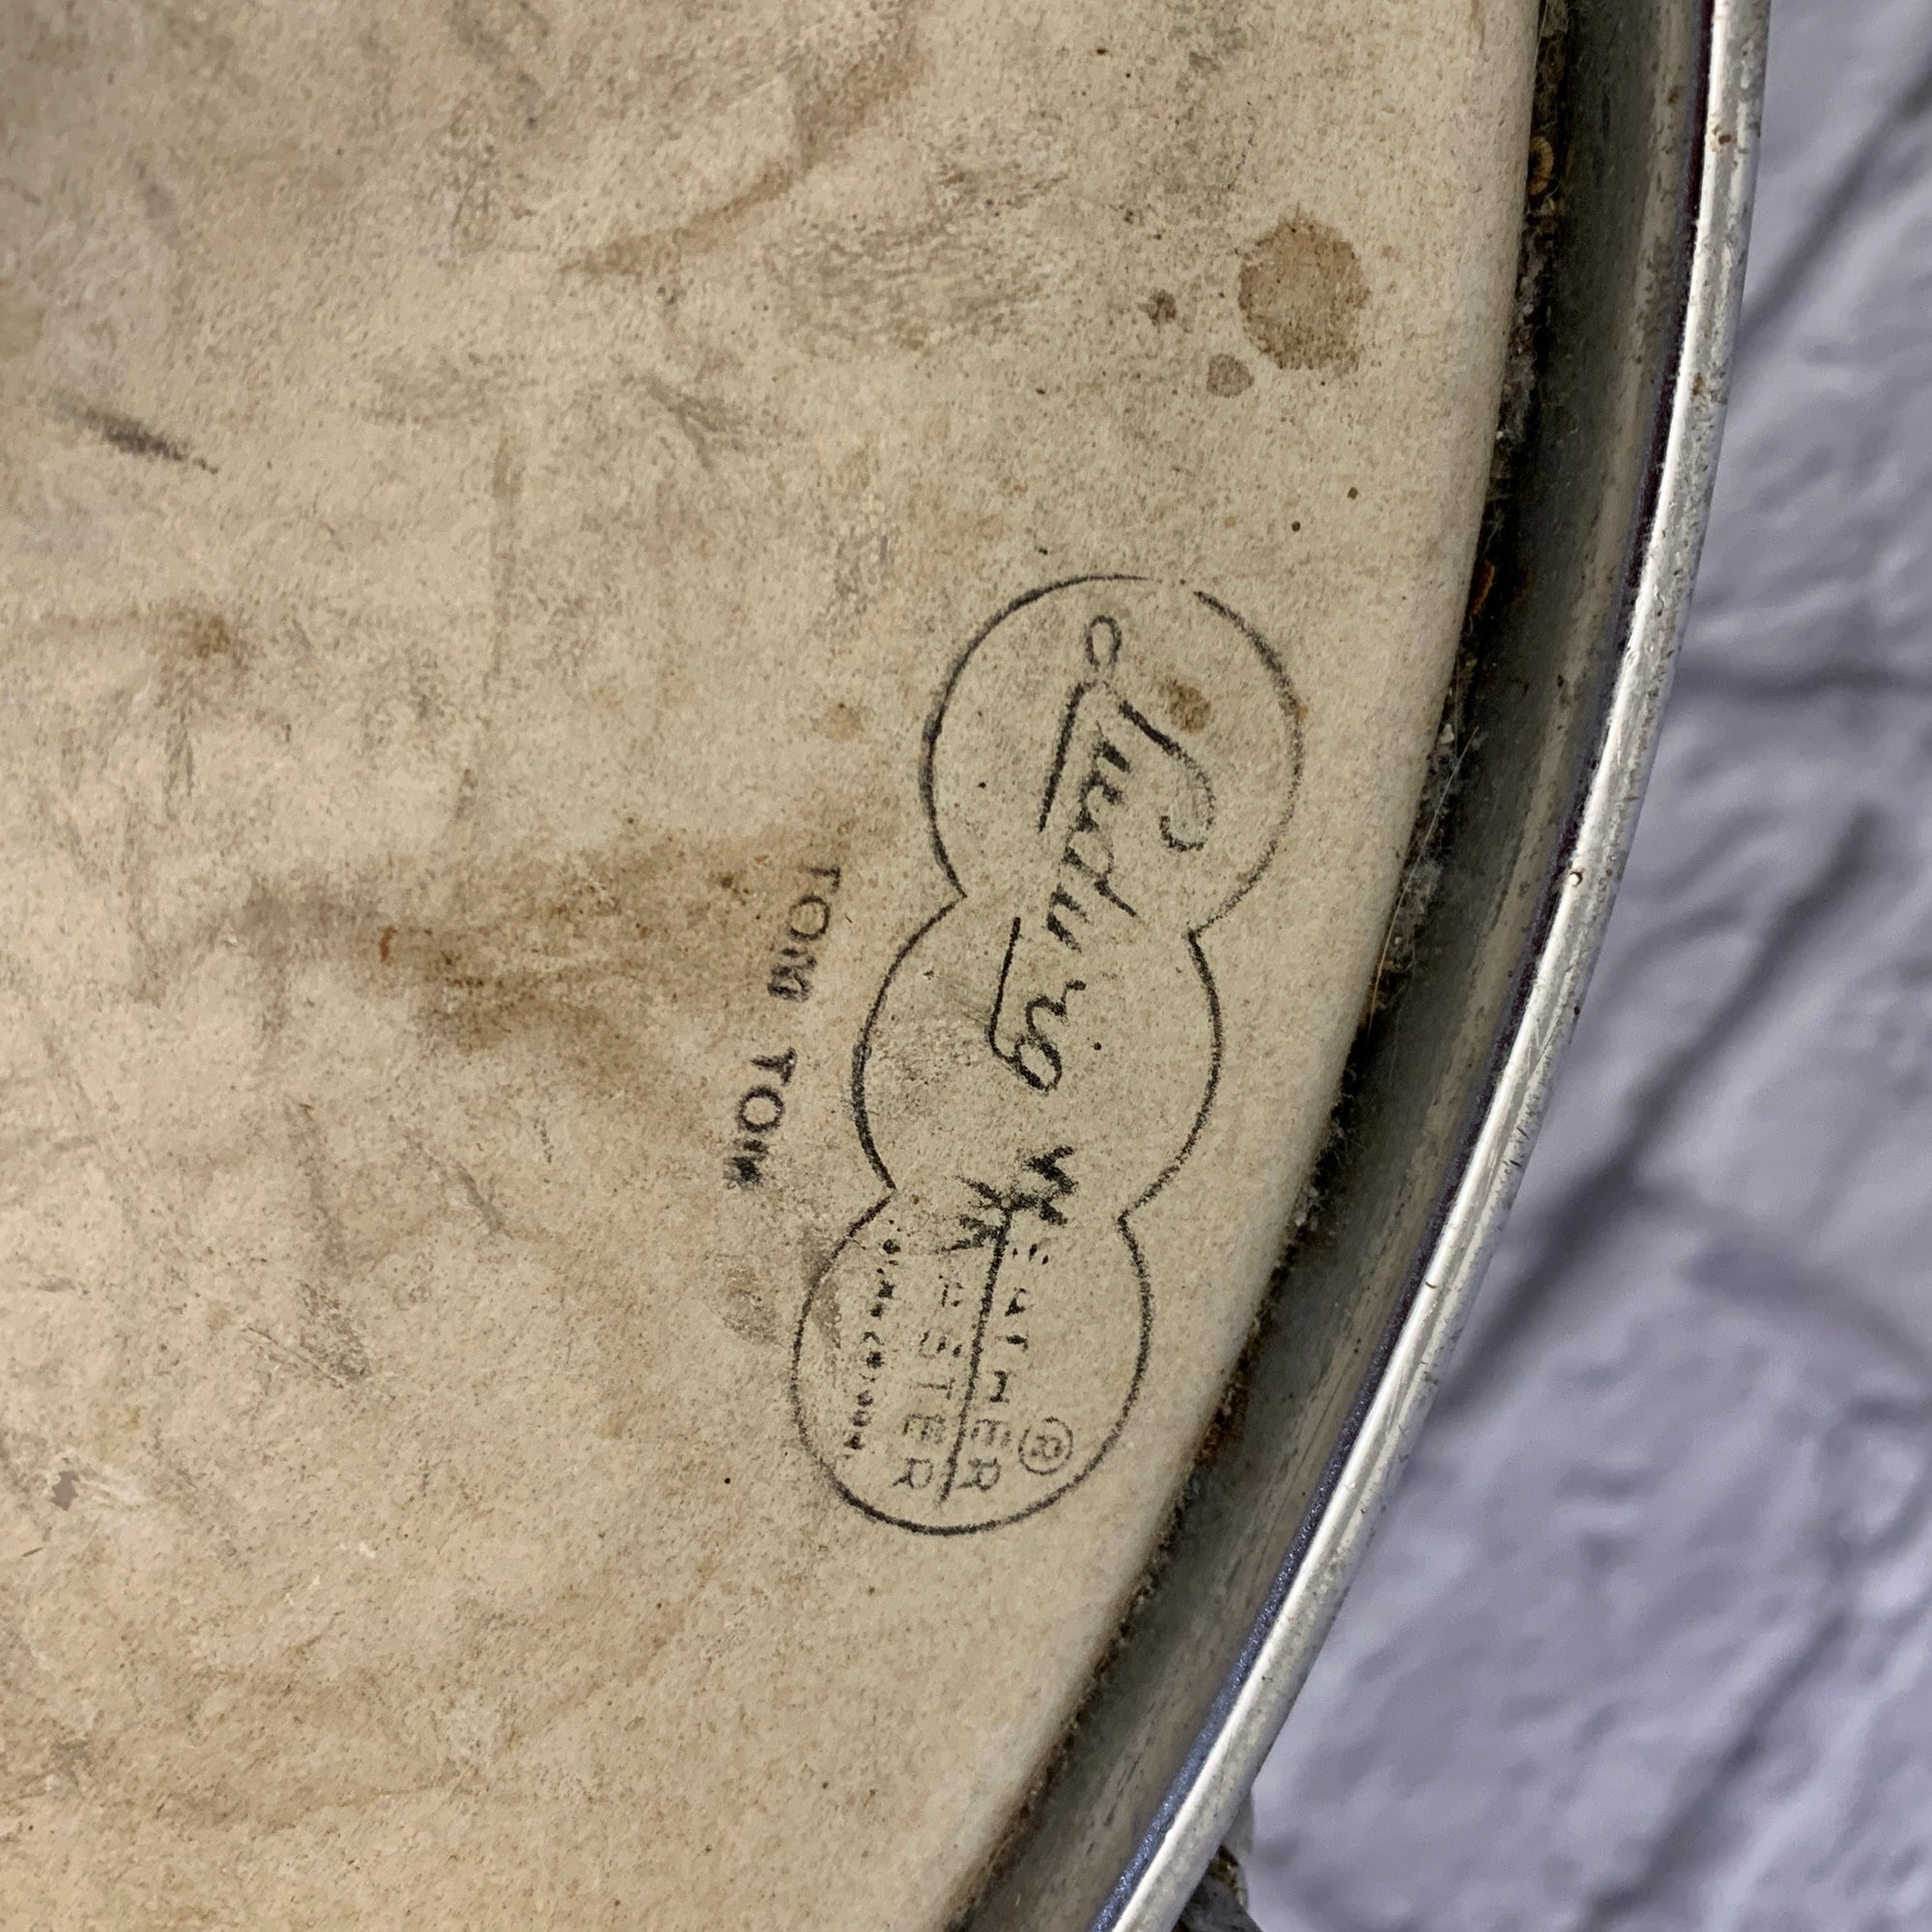 Ludwig
WEATHER ®
MASTER
TOM TOM